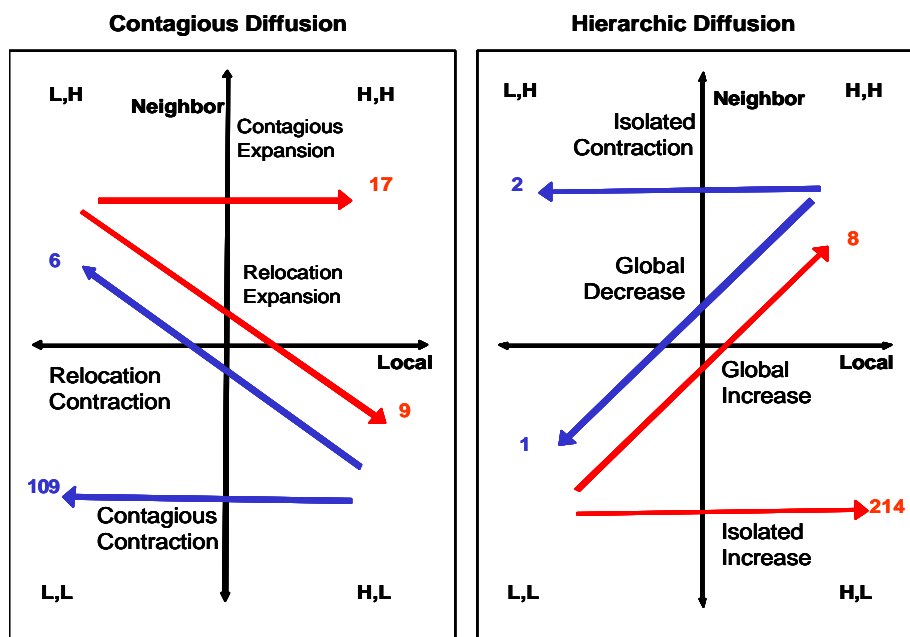 Contagious Diffusion
L,H
Neighbor
H,H
Contagious
Expansion
17
6
Relocation
Expansion
Local
Relocation
Contraction
9
109
Contagious
Contraction
L,L
H,L
Hierarchic Diffusion
L,H
Neighbor
H,H
Isolated
Contraction
2
8
Global
Decrease
Local
Global
Increase
1
214
Isolated
Increase
L,L
H,L